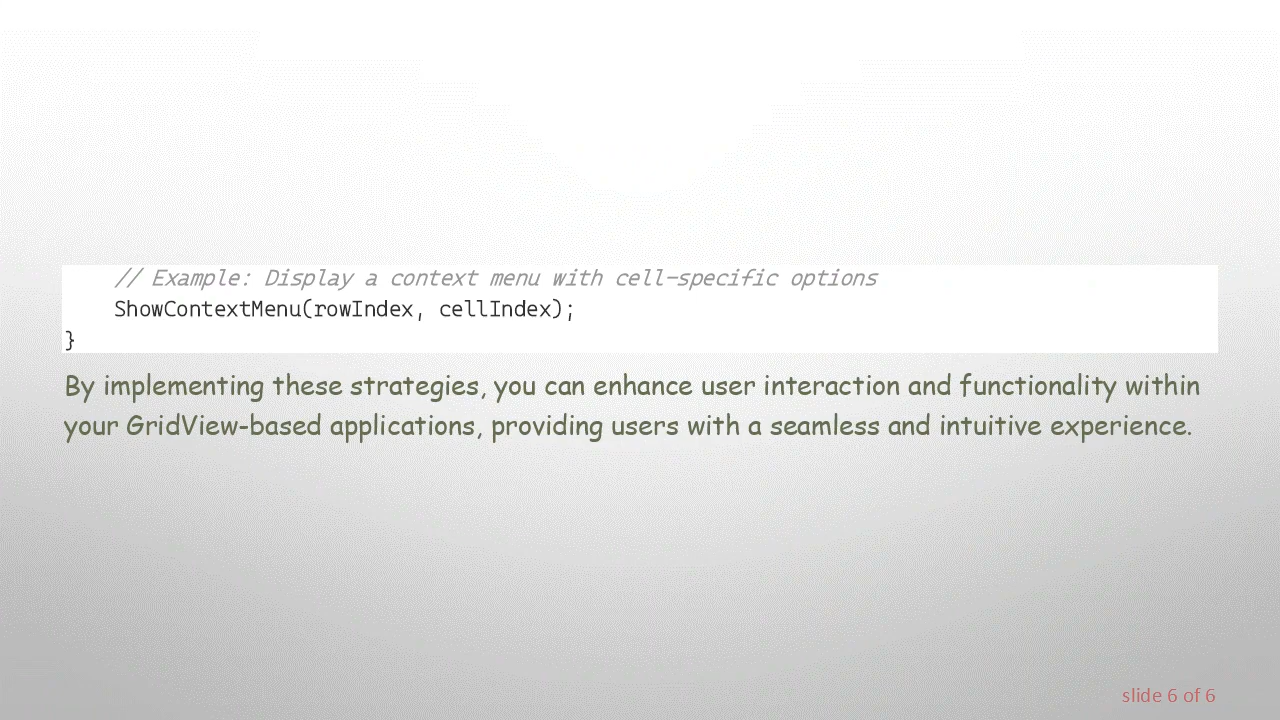 // Example: Display a context menu with cell-specific options
ShowContextMenu(rowIndex, cellIndex);
}
By implementing these strategies, you can enhance user interaction and functionality within
your GridView-based applications, providing users with a seamless and intuitive experience.
slide 6 of 6